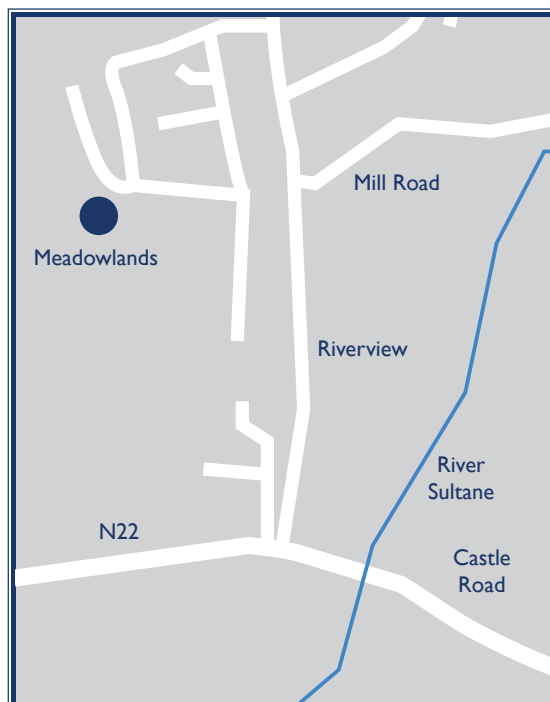 Mill Road
Meadowlands
Riverview
River
Sultane
N22
Castle
Road